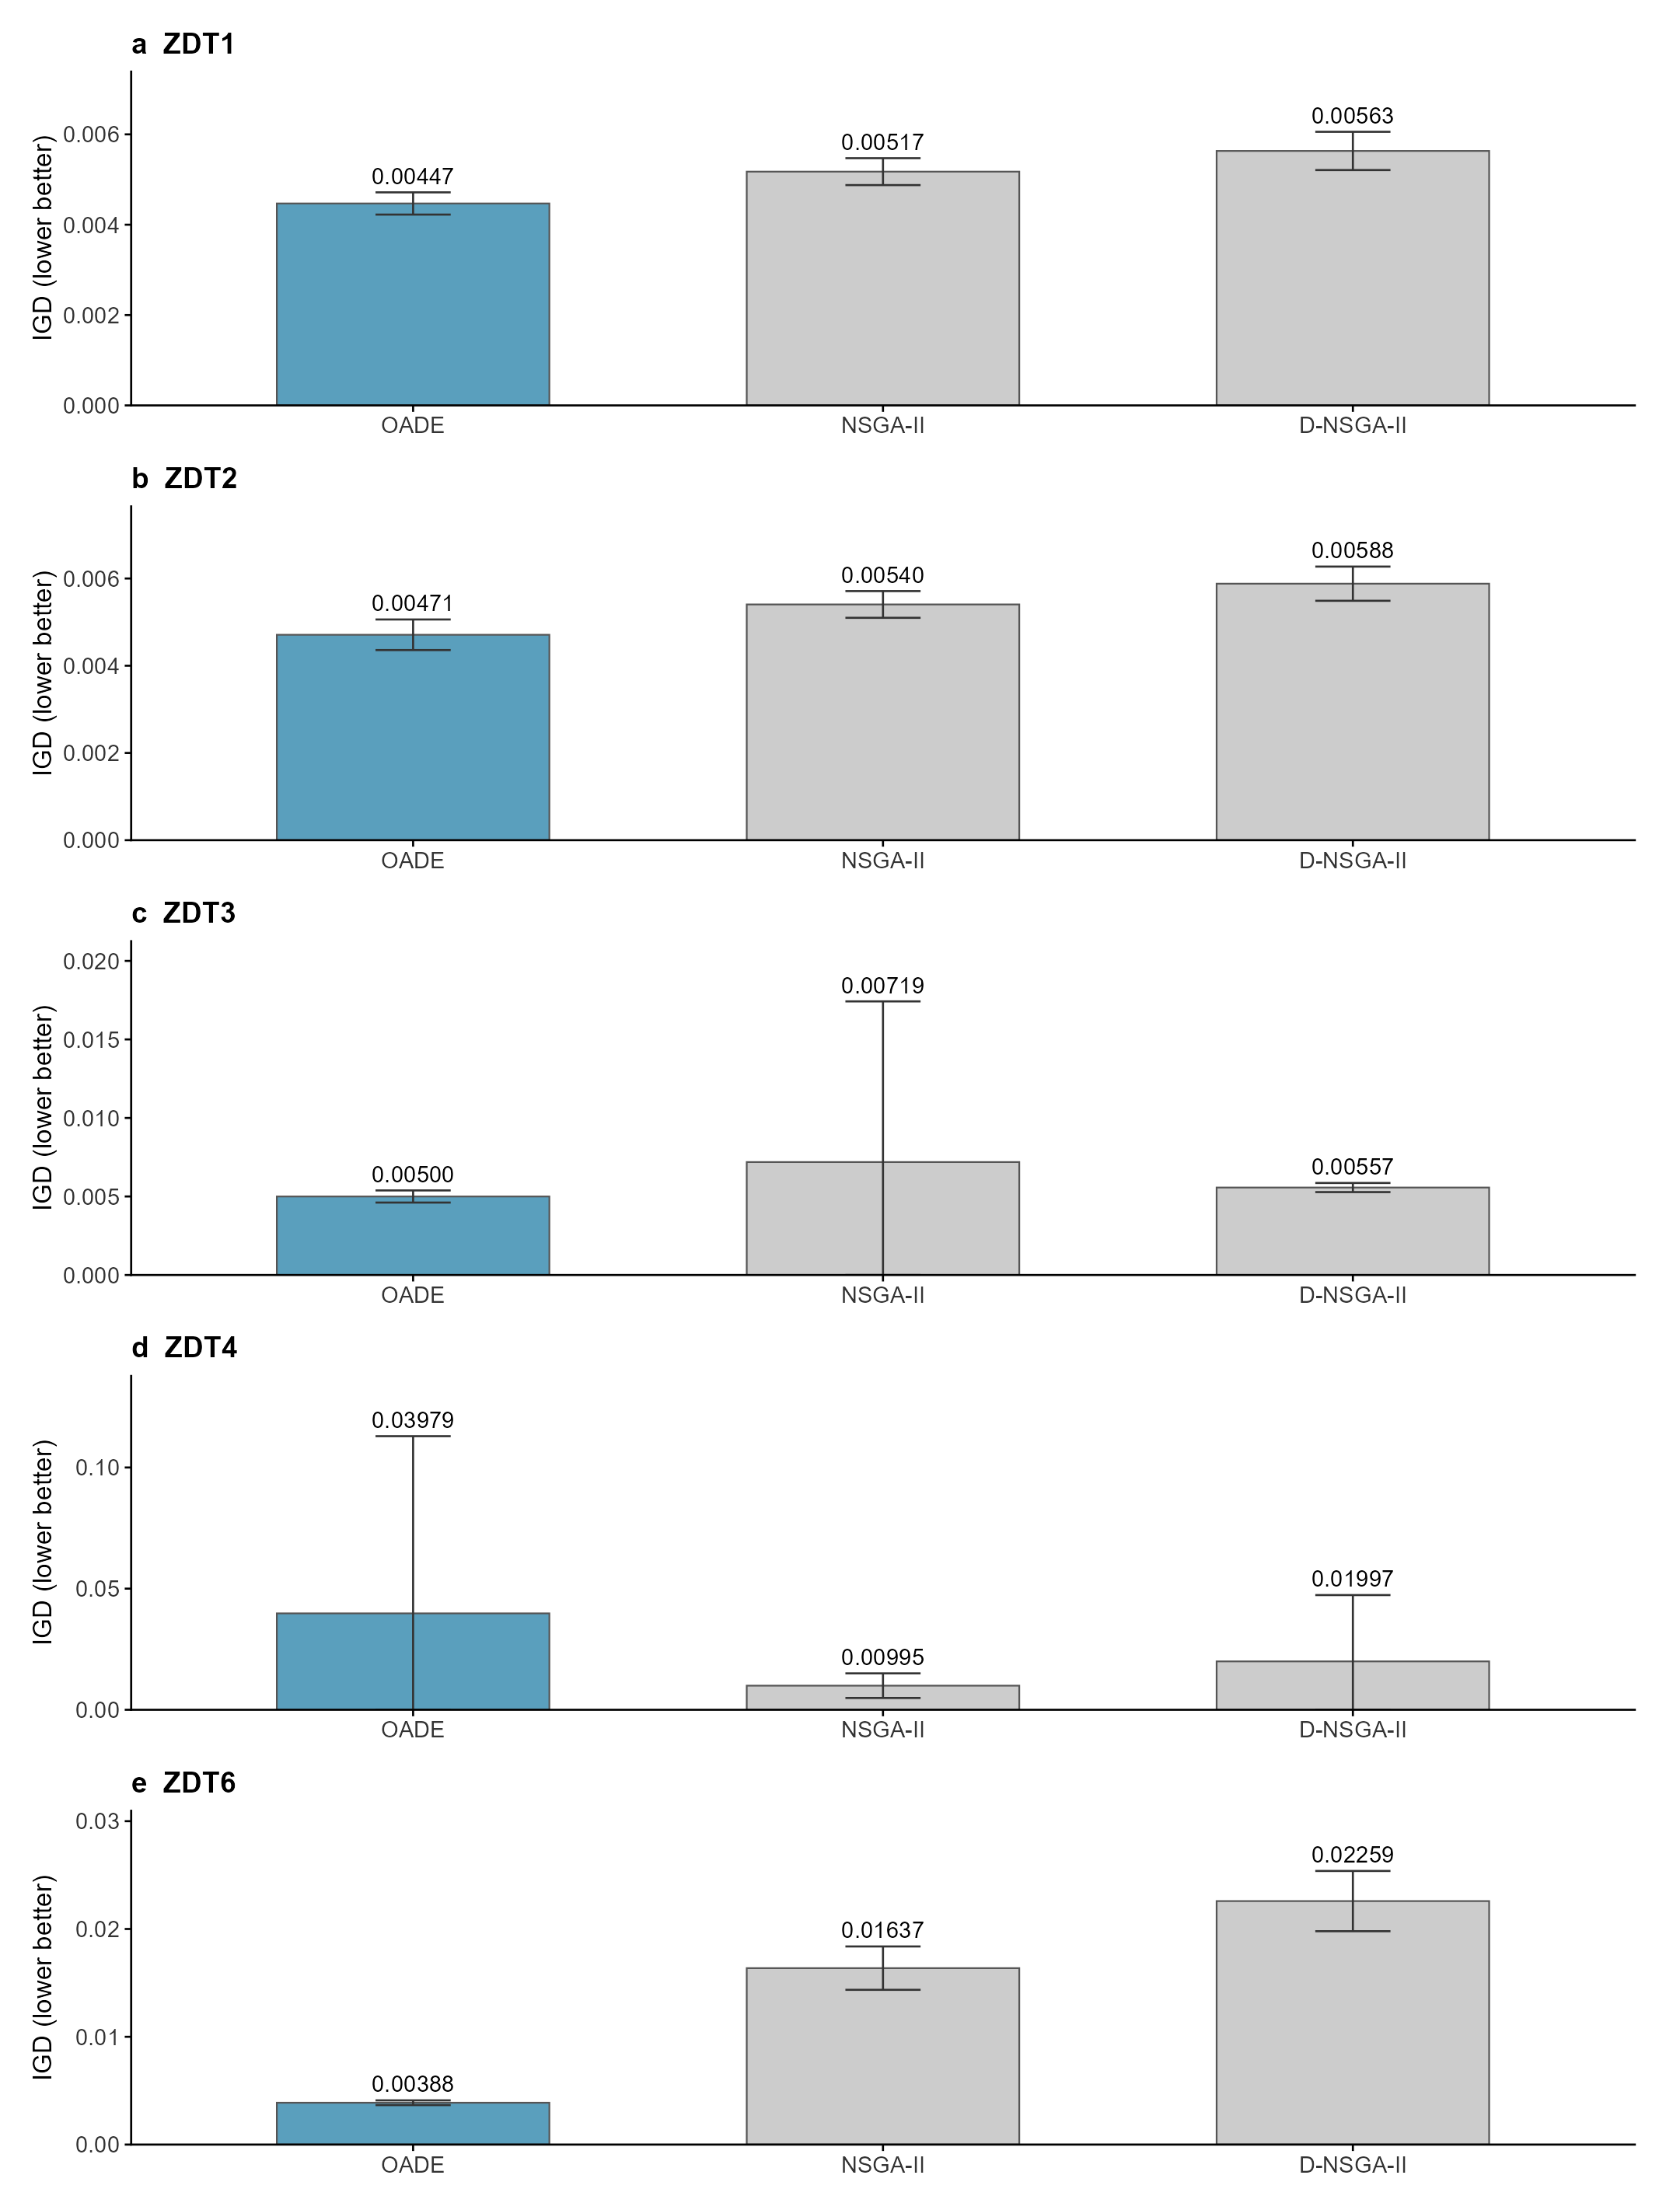 a ZDT1
0.006
0.004
0.002
0.000
IGD (lower better)
0.00447
0.00517
0.00563
OADE
NSGA-II
D-NSGA-II
b ZDT2
0.006
0.004
0.002
0.000
IGD (lower better)
0.00471
0.00540
0.00588
OADE
NSGA-II
D-NSGA-II
c ZDT3
0.020
0.015
0.010
0.005
0.000
IGD (lower better)
0.00500
0.00719
0.00557
OADE
NSGA-II
D-NSGA-II
d ZDT4
0.10
0.05
0.00
IGD (lower better)
0.03979
0.00995
0.01997
OADE
NSGA-II
D-NSGA-II
e ZDT6
0.03
0.02
0.01
0.00
IGD (lower better)
0.00388
0.01637
0.02259
OADE
NSGA-II
D-NSGA-II